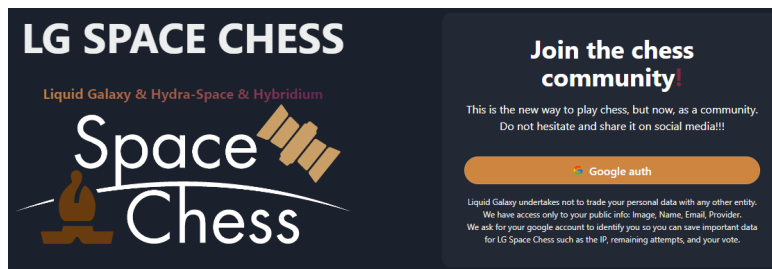 LG SPACE CHESS
Liquid Galaxy & Hydra-Space & Hybridium
Space
Chess
Join the chess
community!
This is the new way to play chess, but now, as a community.
Do not hesitate and share it on social media!!!
Google auth
Liquid Galaxy undertakes not to trade your personal data with any other entity.
We have access only to your public info: Image, Name, Email, Provider.
We ask for your google account to identify you so you can save important data
for LG Space Chess such as the IP, remaining attempts, and your vote.